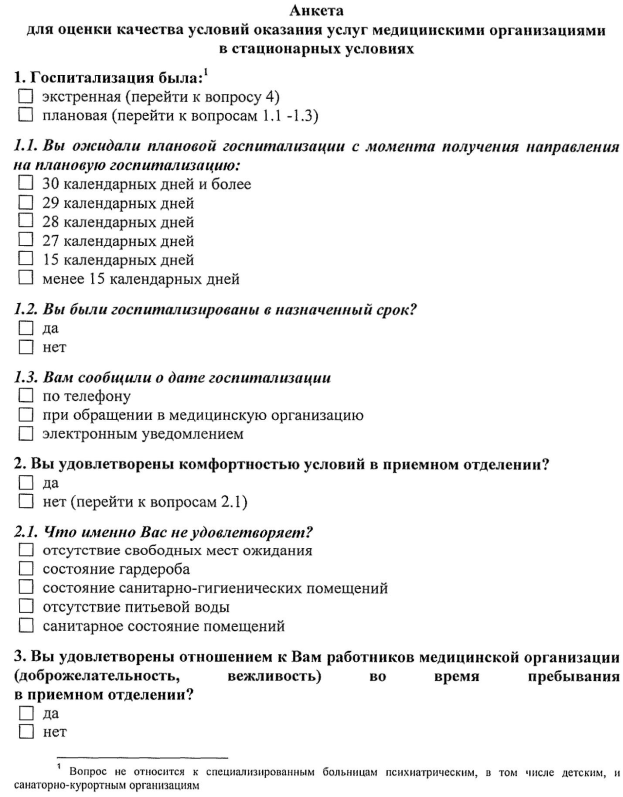 Анкета
для оценки качества условий оказания услуг медицинскими организациями
в стационарных условиях
1. Госпитализация была:¹
☐ экстренная (перейти к вопросу 4)
☐ плановая (перейти к вопросам 1.1 -1.3)
1.1. Вы ожидали плановой госпитализации с момента получения направления
на плановую госпитализацию:
☐ 30 календарных дней и более
☐ 29 календарных дней
☐ 28 календарных дней
☐ 27 календарных дней
☐ 15 календарных дней
☐ менее 15 календарных дней
1.2. Вы были госпитализированы в назначенный срок?
☐ да
☐ нет
1.3. Вам сообщили о дате госпитализации
☐ по телефону
☐ при обращении в медицинскую организацию
☐ электронным уведомлением
2. Вы удовлетворены комфортностью условий в приемном отделении?
☐ да
☐ нет (перейти к вопросам 2.1)
2.1. Что именно Вас не удовлетворяет?
☐ отсутствие свободных мест ожидания
☐ состояние гардероба
☐ состояние санитарно-гигиенических помещений
☐ отсутствие питьевой воды
☐ санитарное состояние помещений
3. Вы удовлетворены отношением к Вам работников медицинской организации
(доброжелательность, вежливость) во время пребывания
в приемном отделении?
☐ да
☐ нет
¹ Вопрос не относится к специализированным больницам психиатрическим, в том числе детским, и
санаторно-курортным организациям